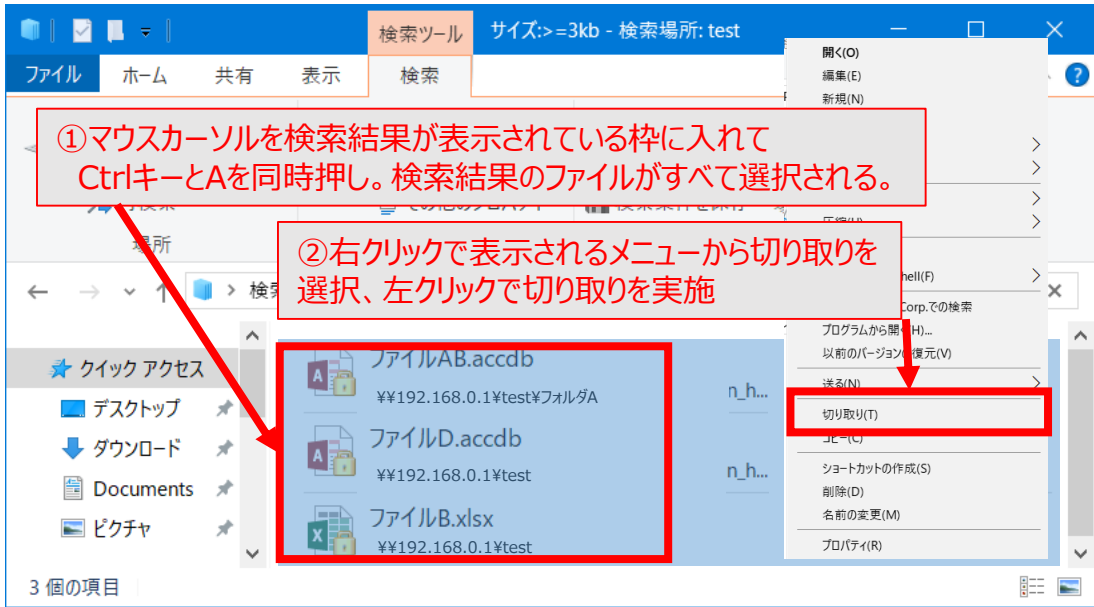 検索ツール
サイズ:>=3kb - 検索場所: test
ファイル
ホーム
共有
表示
検索
①マウスカーソルを検索結果が表示されている枠に入れて
CtrlキーとAを同時押し。検索結果のファイルがすべて選択される。
場所
②右クリックで表示されるメニューから切り取りを
選択、左クリックで切り取りを実施
クイック アクセス
デスクトップ
ダウンロード
Documents
ピクチャ
ファイルAB.accdb
¥¥192.168.0.1¥test¥フォルダA
n_h...
ファイルD.accdb
¥¥192.168.0.1¥test
n_h...
ファイルB.xlsx
¥¥192.168.0.1¥test
開く(O)
編集(E)
新規(N)
hell(F)
Corp.での検索
プログラムから開く(H)...
以前のバージョンの復元(V)
送る(N)
切り取り(T)
コピー(C)
ショートカットの作成(S)
削除(D)
名前の変更(M)
プロパティ(R)
3 個の項目